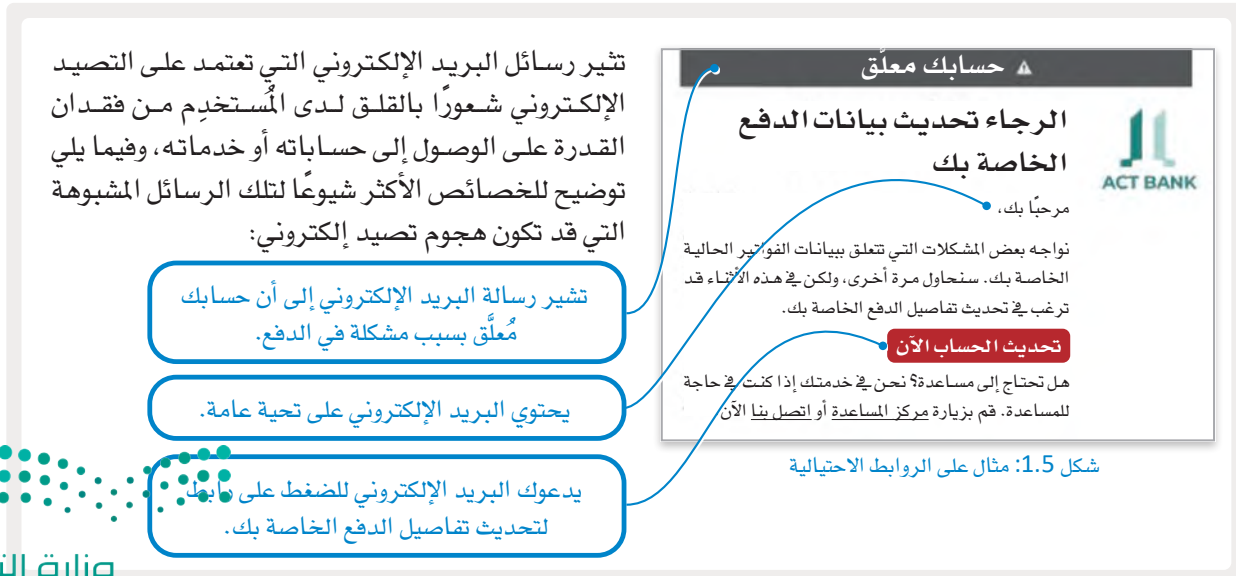 تثير رسائل البريد الإلكتروني التي تعتمد على التصيد
الإلكتروني شعورًا بالقلق لدى المُستخدِم من فقدان
القدرة على الوصول إلى حساباته أو خدماته، وفيما يلي
توضيح للخصائص الأكثر شيوعًا لتلك الرسائل المشبوهة
التي قد تكون هجوم تصيد إلكتروني:
حسابك معلَّق
الرجاء تحديث بيانات الدفع
الخاصة بك
ACT BANK
مرحبًا بك،
نواجه بعض المشكلات التي تتعلق ببيانات الفواتير الحالية
الخاصة بك. سنحاول مرة أخرى، ولكن في هذه الأثناء قد
ترغب في تحديث تفاصيل الدفع الخاصة بك.
تحديث الحساب الآن
هل تحتاج إلى مساعدة؟ نحن في خدمتك إذا كنت في حاجة
للمساعدة. قم بزيارة مركز المساعدة أو اتصل بنا الآن
شكل 1.5: مثال على الروابط الاحتيالية
تشير رسالة البريد الإلكتروني إلى أن حسابك
مُعلَّق بسبب مشكلة في الدفع.
يحتوي البريد الإلكتروني على تحية عامة.
يدعوك البريد الإلكتروني للضغط على رابط
لتحديث تفاصيل الدفع الخاصة بك.
وزارة